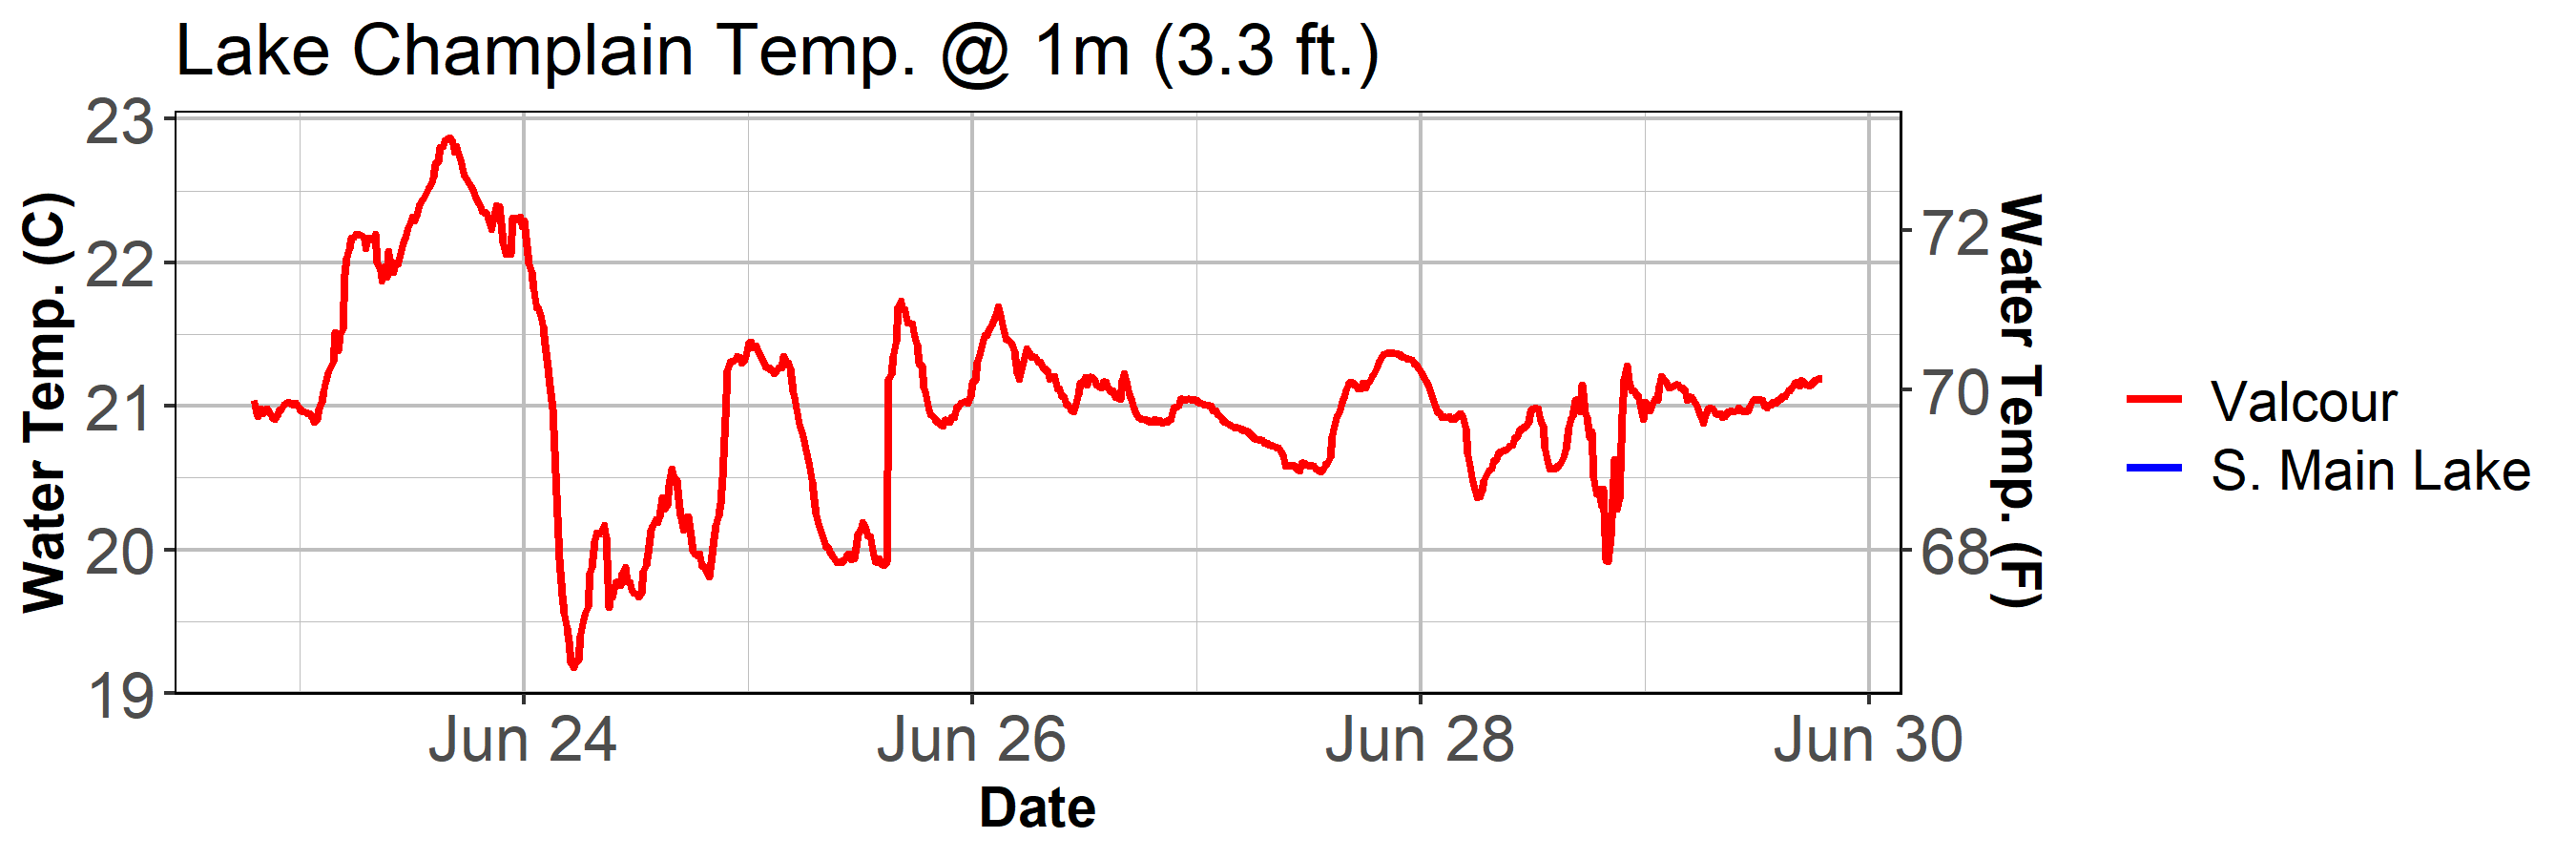 Lake Champlain Temp. @ 1m (3.3 ft.)
Water Temp. (C)
23
22
21
20
19
72
70
68
Water Temp. (F)
Jun 24
Jun 26
Jun 28
Jun 30
Date
Valcour
S. Main Lake